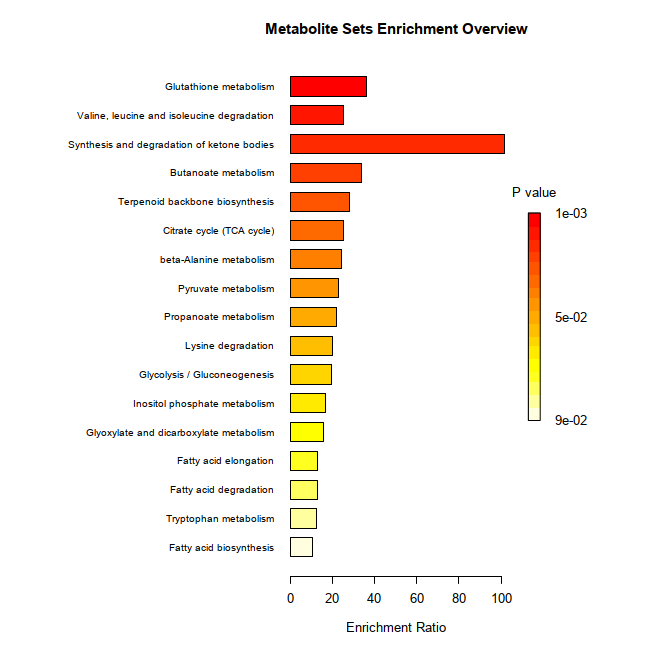 Metabolite Sets Enrichment Overview
Glutathione metabolism
Valine, leucine and isoleucine degradation
Synthesis and degradation of ketone bodies
Butanoate metabolism
Terpenoid backbone biosynthesis
Citrate cycle (TCA cycle)
beta-Alanine metabolism
Pyruvate metabolism
Propanoate metabolism
Lysine degradation
Glycolysis / Gluconeogenesis
Inositol phosphate metabolism
Glyoxylate and dicarboxylate metabolism
Fatty acid elongation
Fatty acid degradation
Tryptophan metabolism
Fatty acid biosynthesis
0 20 40 60 80 100
Enrichment Ratio
P value
1e-03
5e-02
9e-02